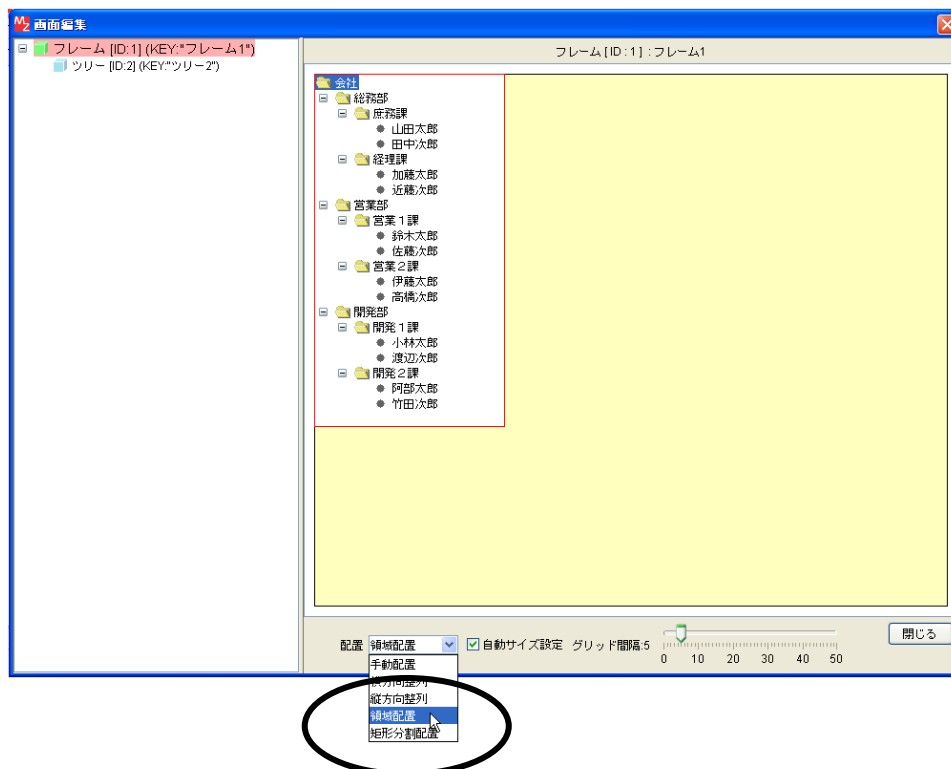 画面編集
フレーム [ID:1] (KEY:"フレーム1")
ツリー [ID:2] (KEY:"ツリー2")
フレーム [ID : 1] : フレーム1
会社
総務部
庶務課
山田太郎
田中次郎
経理課
加藤太郎
近藤次郎
営業部
営業1課
鈴木太郎
佐藤次郎
営業2課
伊藤太郎
高橋次郎
開発部
開発1課
小林太郎
渡辺次郎
開発2課
阿部太郎
竹田次郎
配置 領域配置 自動サイズ設定 グリッド間隔:5
0 10 20 30 40 50
閉じる
手動配置
横方向整列
縦方向整列
領域配置
矩形分割配置